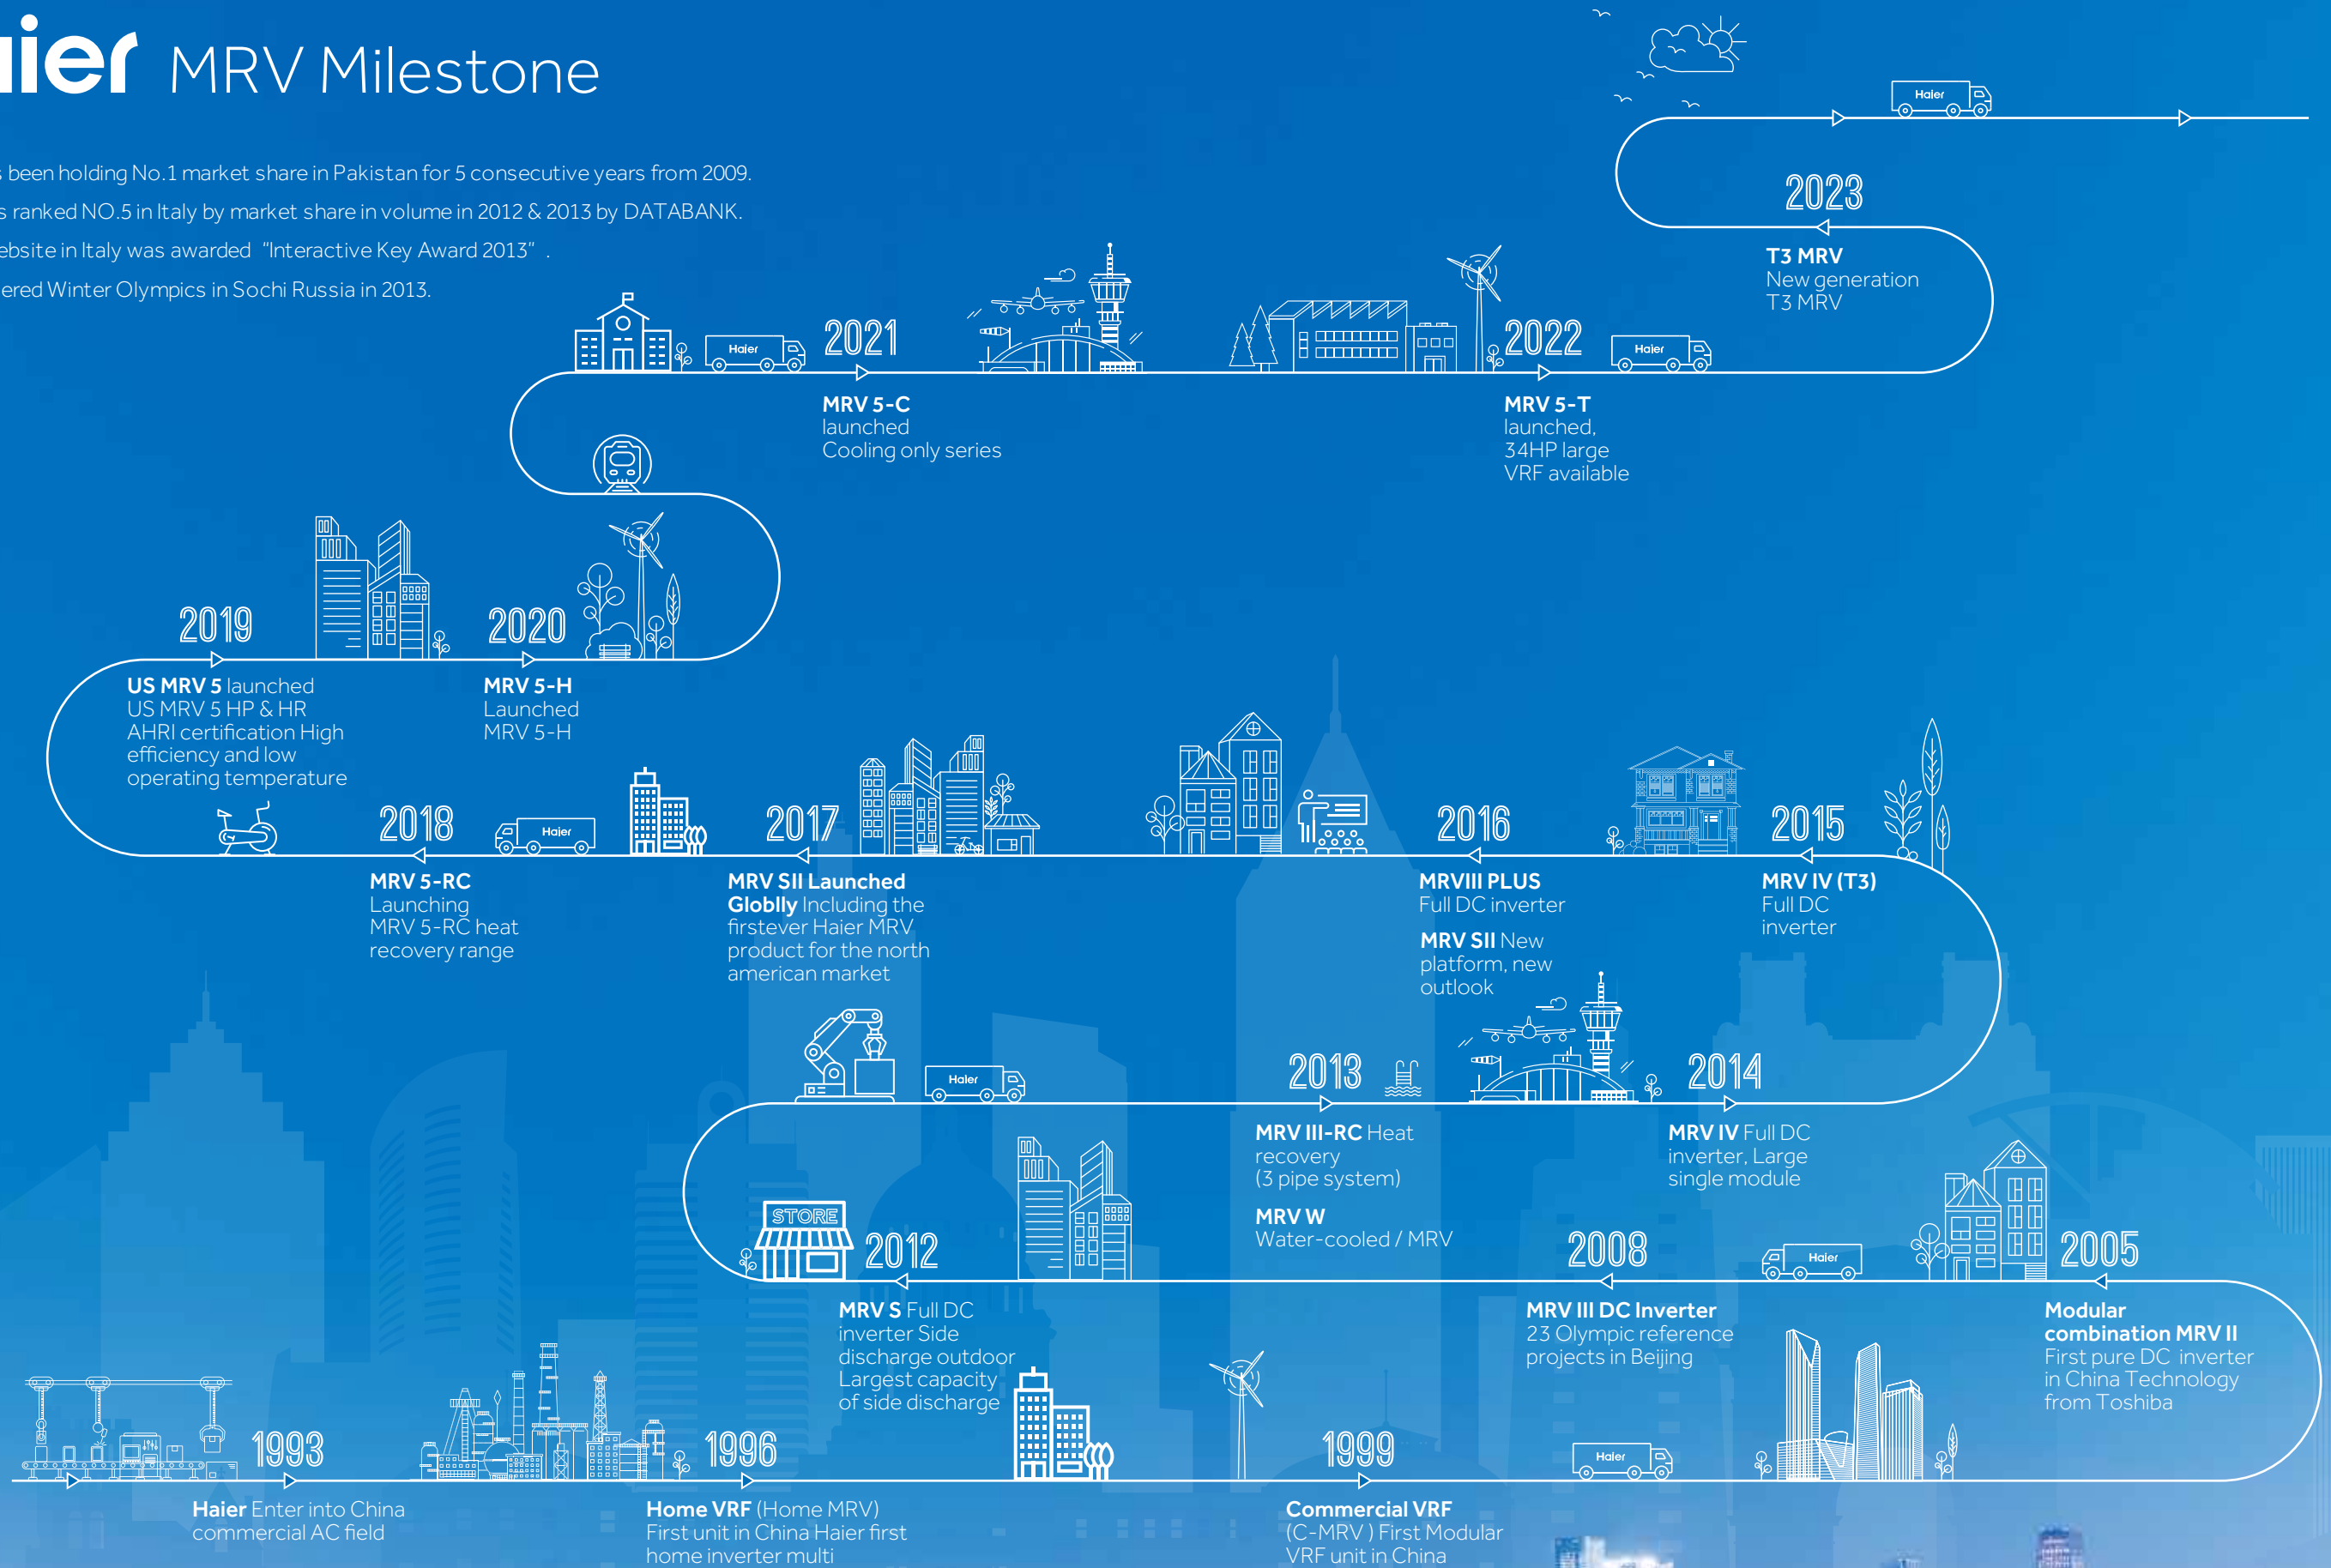 aier MRV Milestone
been holding No.1 market share in Pakistan for 5 consecutive years from 2009.
ranked NO.5 in Italy by market share in volume in 2012 & 2013 by DATABANK.
ebsite in Italy was awarded "Interactive Key Award 2013" .
ered Winter Olympics in Sochi Russia in 2013.
Haier
2023
T3 MRV
New generation
T3 MRV
Haier
2021
2022
Haier
MRV 5-C
launched
Cooling only series
MRV 5-T
launched,
34HP large
VRF available
2019
2020
US MRV 5 launched
US MRV 5 HP & HR
AHRI certification High
efficiency and low
operating temperature
MRV 5-H
Launched
MRV 5-H
2018
Haier
2017
2016
2015
MRV 5-RC
Launching
MRV 5-RC heat
recovery range
MRV SII Launched
Globlly Including the
firstever Haier MRV
product for the north
american market
MRVIII PLUS
Full DC inverter
MRV SII New
platform, new
outlook
MRV IV (T3)
Full DC
inverter
Haier
2013
2014
MRV III-RC Heat
recovery
(3 pipe system)
MRV W
Water-cooled / MRV
MRV IV Full DC
inverter, Large
single module
STORE
2012
2008
Haier
2005
MRV S Full DC
inverter Side
discharge outdoor
Largest capacity
of side discharge
MRV III DC Inverter
23 Olympic reference
projects in Beijing
Modular
combination MRV II
First pure DC inverter
in China Technology
from Toshiba
1993
1996
1999
Haier
Haier Enter into China
commercial AC field
Home VRF (Home MRV)
First unit in China Haier first
home inverter multi
Commercial VRF
(C-MRV ) First Modular
VRF unit in China